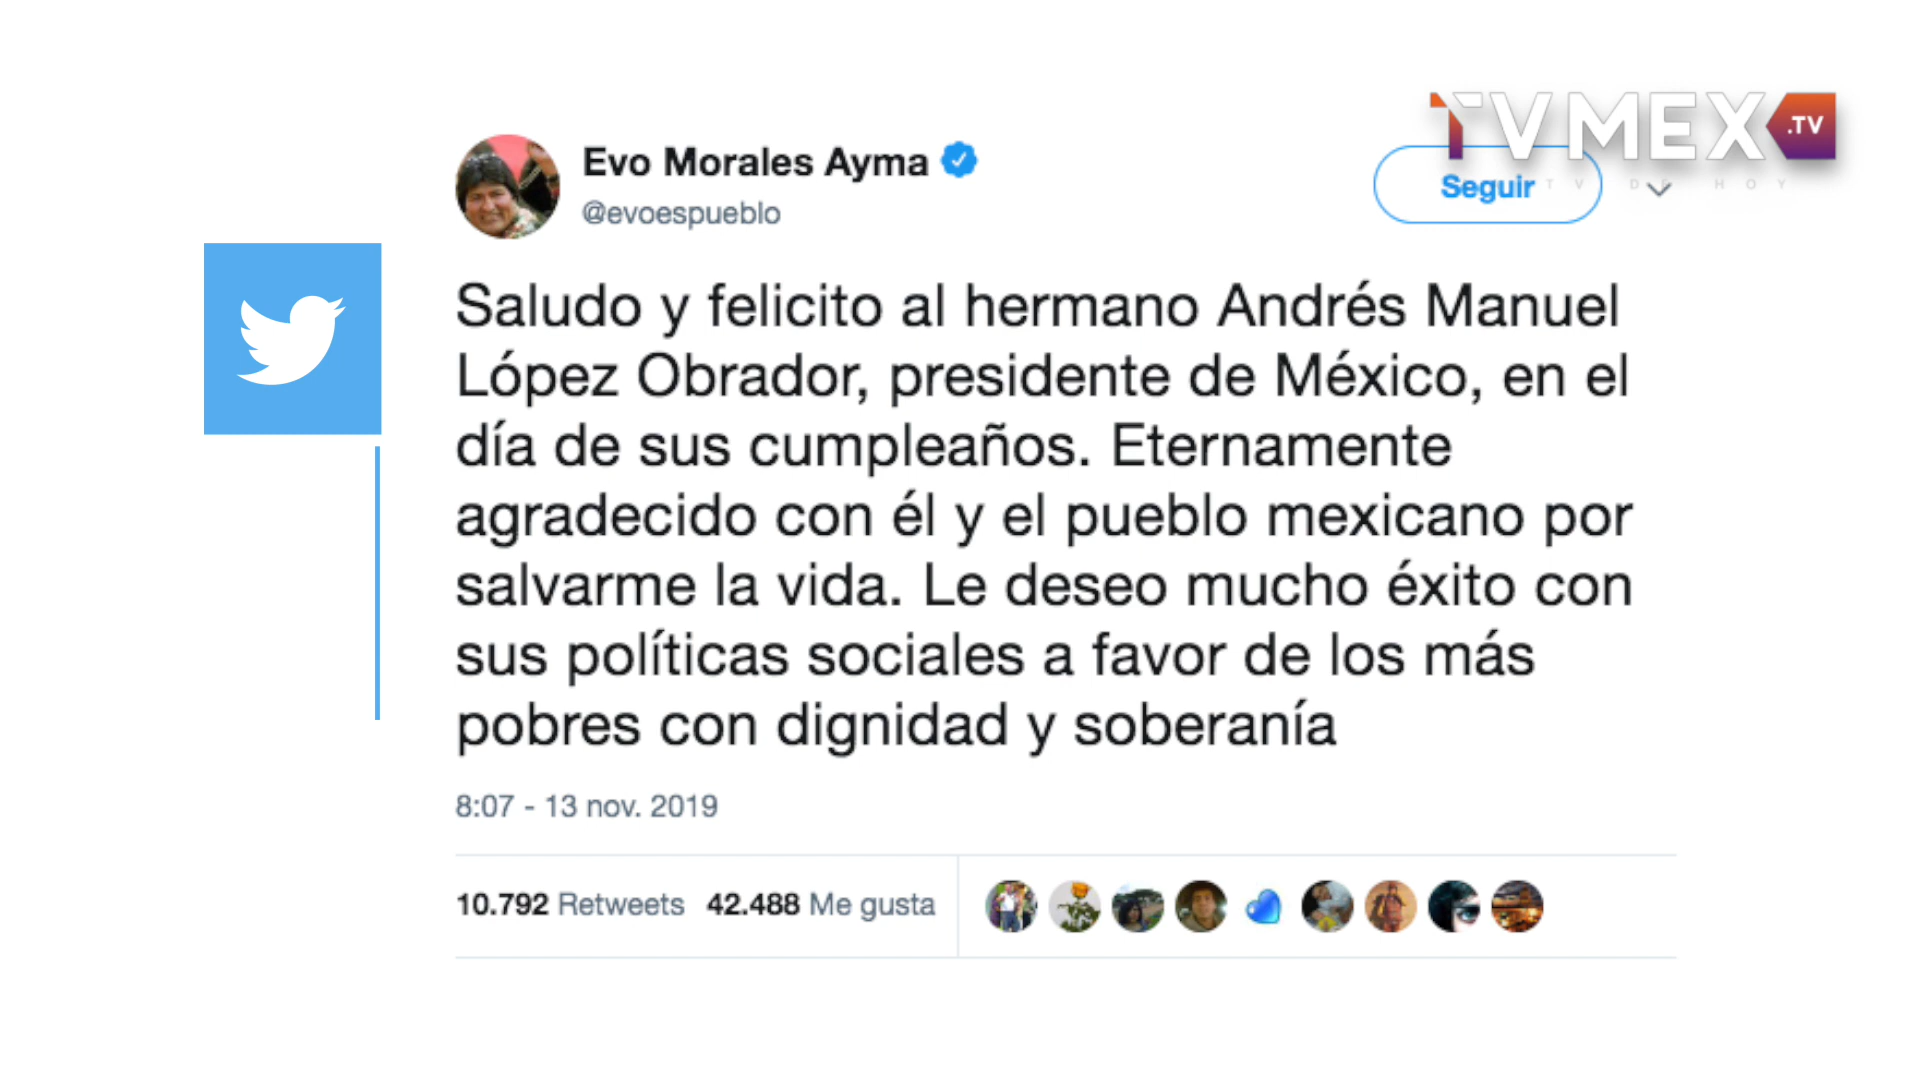 TVMEX .TV
TV DE HOY
Evo Morales Ayma
@evoespueblo
Seguir
Saludo y felicito al hermano Andrés Manuel
López Obrador, presidente de México, en el
día de sus cumpleaños. Eternamente
agradecido con él y el pueblo mexicano por
salvarme la vida. Le deseo mucho éxito con
sus políticas sociales a favor de los más
pobres con dignidad y soberanía
8:07 - 13 nov. 2019
10.792 Retweets 42.488 Me gusta